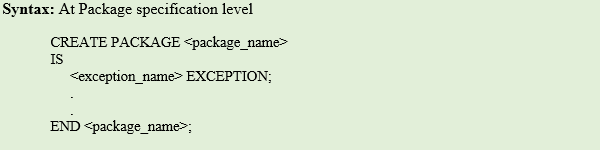 Syntax: At Package specification level
CREATE PACKAGE <package_name>
IS
<exception_name> EXCEPTION;
.
.
END <package_name>;